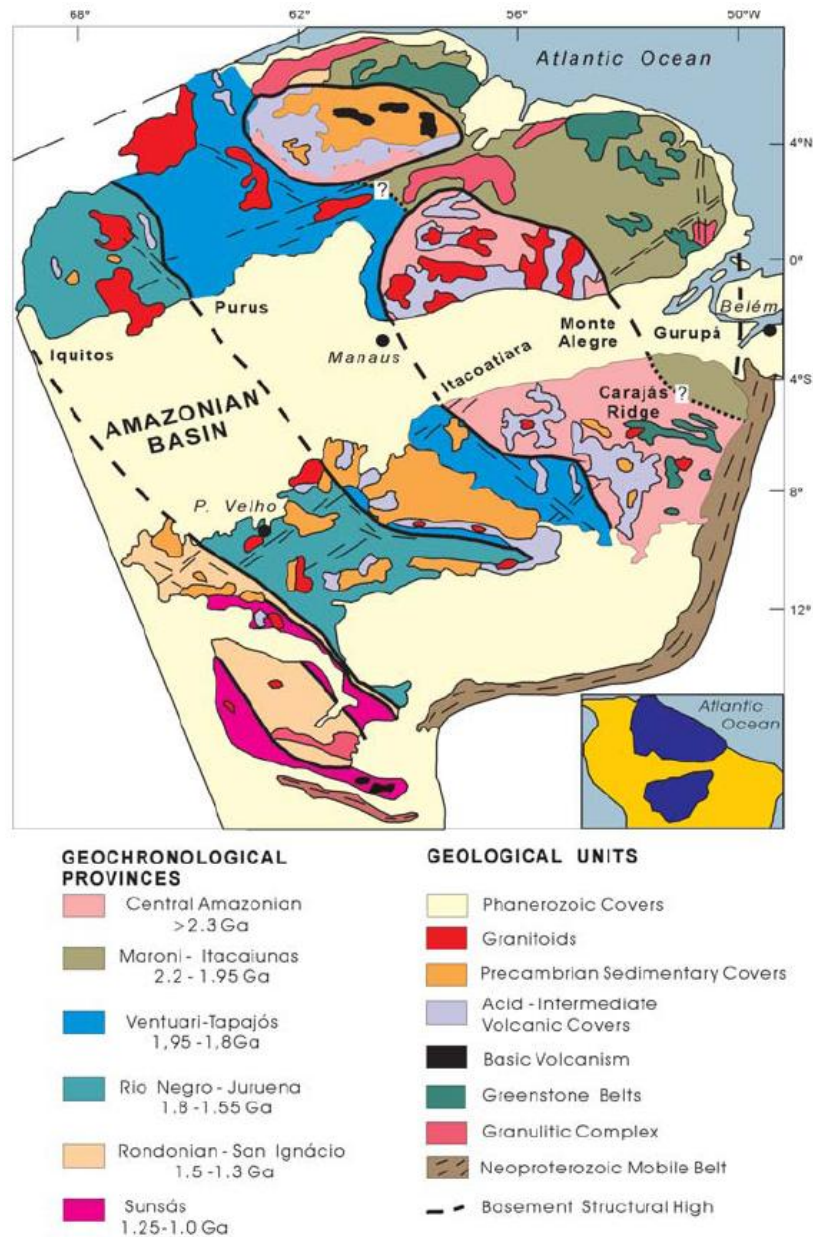 68°
62°
56°
50°W
Atlantic Ocean
4°N
?
0°
Purus
Belém
Monte
Alegre
Gurupá
Iquitos
Manaus
Itacoatiara
4°S
Carajás
Ridge
?
AMAZONIAN
BASIN
P. Velho
8°
12°
Atlantic
Ocean
GEOCHRONOLOGICAL
PROVINCES
Central Amazonian
>2.3 Ga
Maroni - Itacaiunas
2.2 - 1.95 Ga
Ventuari-Tapajós
1,95 -1,8Ga
Rio Negro - Juruena
1.8 - 1.55 Ga
Rondonian - San Ignácio
1.5 - 1.3 Ga
Sunsás
1.25-1.0 Ga
GEOLOGICAL UNITS
Phanerozoic Covers
Granitoids
Precambrian Sedimentary Covers
Acid - Intermediate
Volcanic Covers
Basic Volcanism
Greenstone Belts
Granulitic Complex
Neoproterozoic Mobile Belt
Basement Structural High